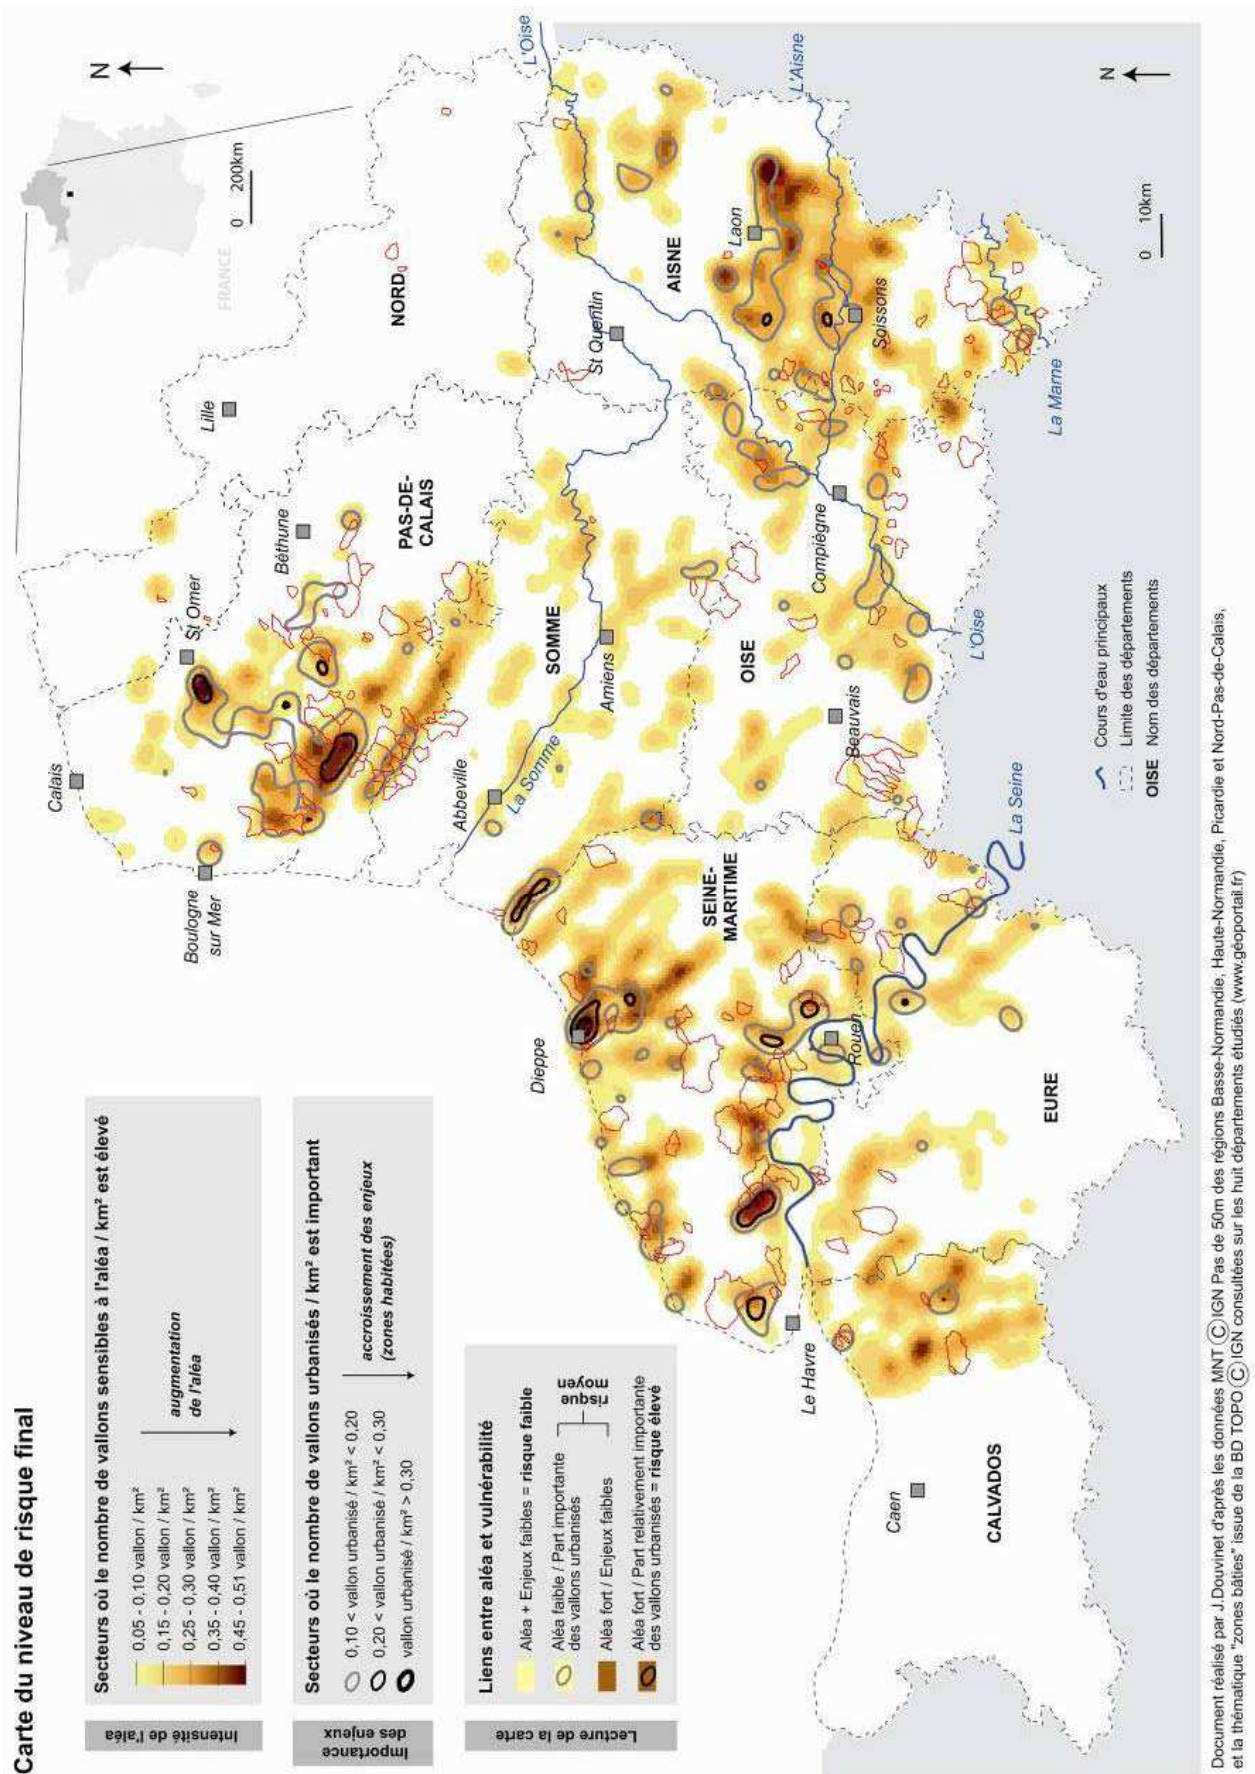 Carte du niveau de risque final
Intensité de l'aléa
Secteurs où le nombre de vallons sensibles à l'aléa / km² est élevé
0,05 - 0,10 vallon / km²
0,15 - 0,20 vallon / km²
0,25 - 0,30 vallon / km²
0,35 - 0,40 vallon / km²
0,45 - 0,51 vallon / km²
augmentation
de l'aléa
Importance
des enjeux
Secteurs où le nombre de vallons urbanisés / km² est important
0,10 < vallon urbanisé / km² < 0,20
0,20 < vallon urbanisé / km² < 0,30
vallon urbanisé / km² > 0,30
accroissement des enjeux
(zones habitées)
Lecture de la carte
Liens entre aléa et vulnérabilité
Aléa + Enjeux faibles = risque faible
Aléa faible / Part importante
des vallons urbanisés
Aléa fort / Enjeux faibles
risque
moyen
Aléa fort / Part relativement importante
des vallons urbanisés = risque élevé
N
FRANCE
0 200km
Calais
Boulogne
sur Mer
St Omer
Béthune
Lille
NORD
PAS-DE-
CALAIS
Abbeville
La Somme
SOMME
Amiens
St Quentin
L'Oise
AISNE
Laon
L'Aisne
Soissons
La Marne
Compiègne
OISE
Beauvais
L'Oise
Dieppe
SEINE-
MARITIME
Rouen
La Seine
Le Havre
EURE
Caen
CALVADOS
N
0 10km
Cours d'eau principaux
Limite des départements
OISE Nom des départements
Document réalisé par J.Douvinet d'après les données MNT © IGN Pas de 50m des régions Basse-Normandie, Haute-Normandie, Picardie et Nord-Pas-de-Calais,
et la thématique "zones bâties" issue de la BD TOPO © IGN consultées sur les huit départements étudiés (www.géoportail.fr)